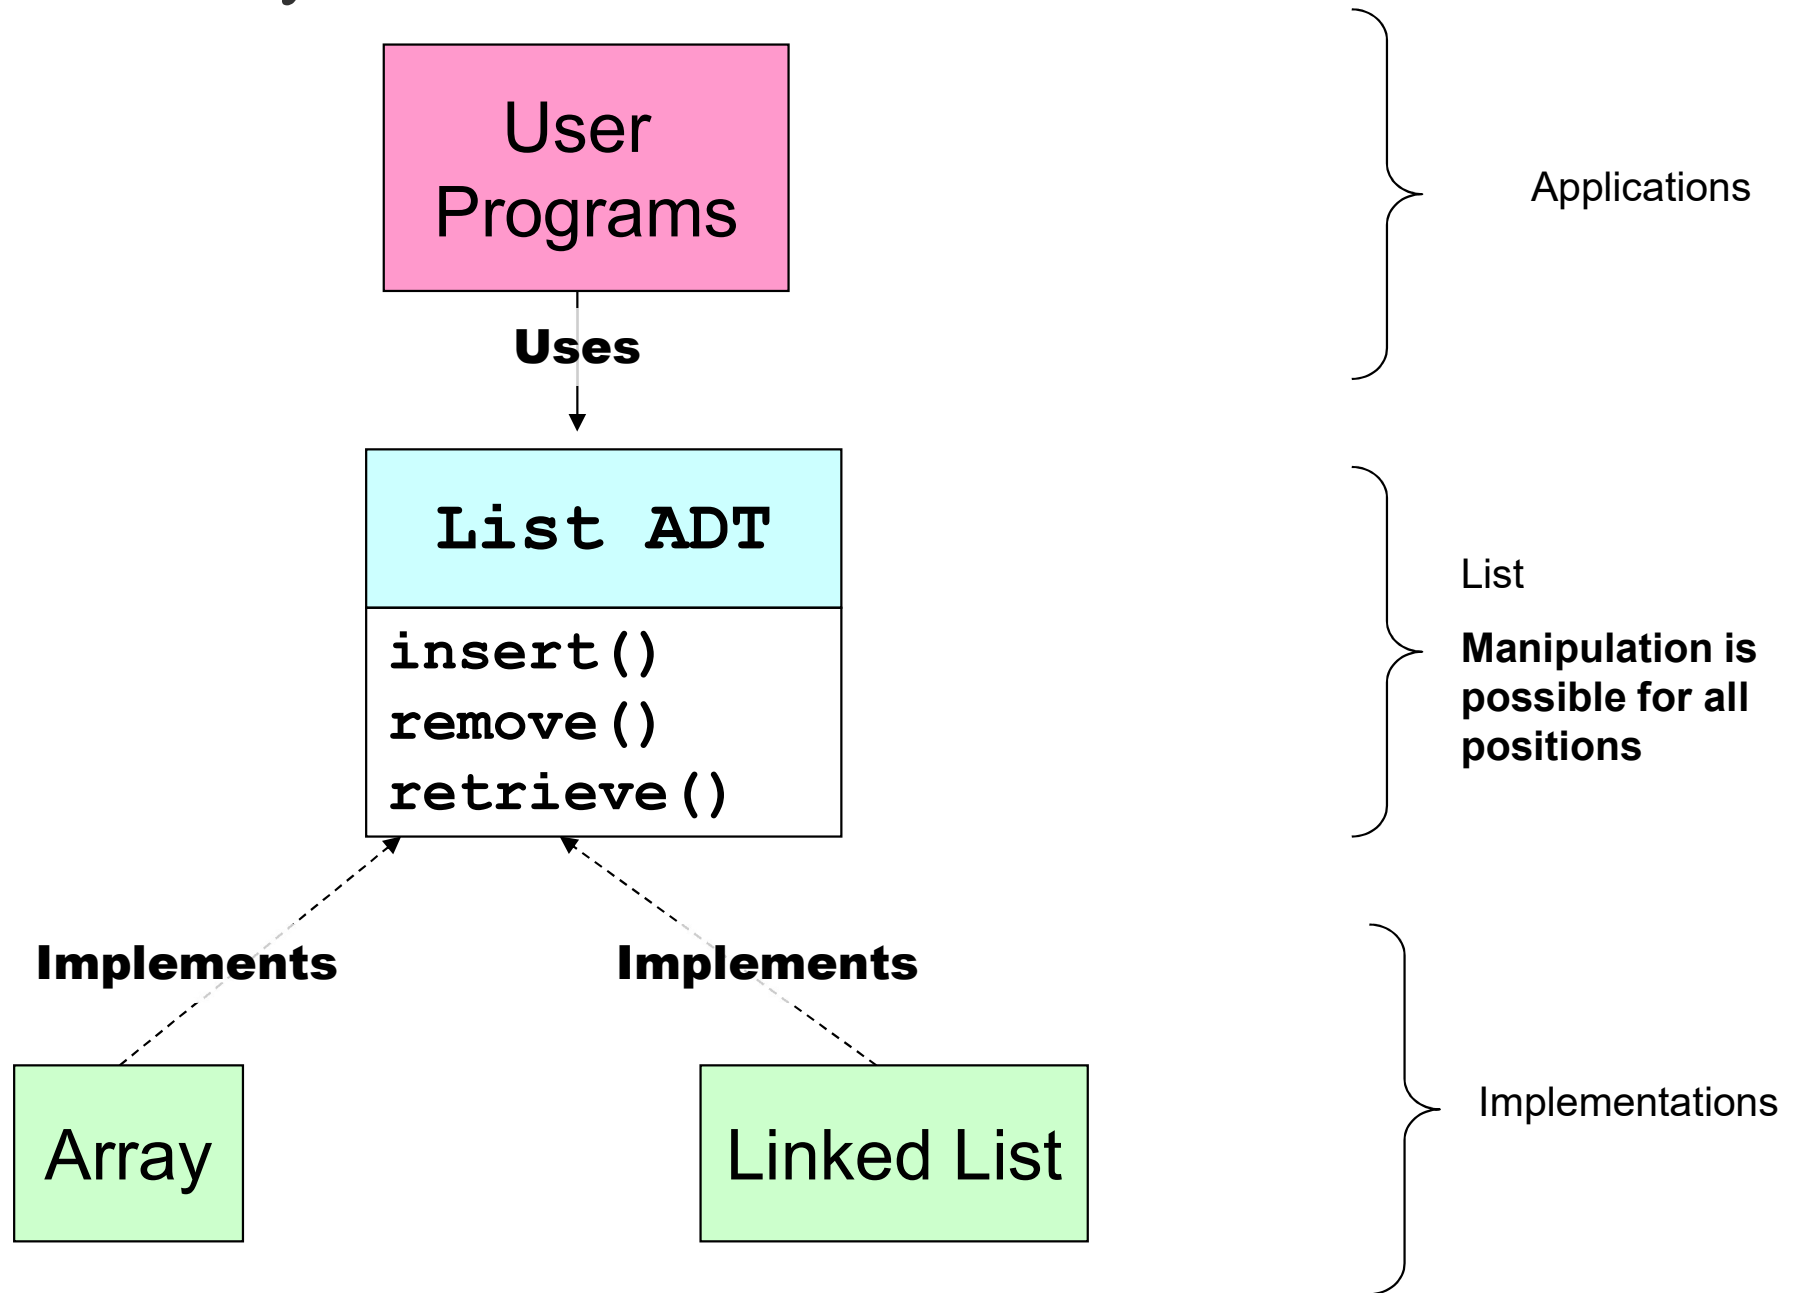 User
Programs
Applications
Uses
List ADT
insert()
remove()
retrieve()
List
Manipulation is
possible for all
positions
Implements
Implements
Array
Linked List
Implementations